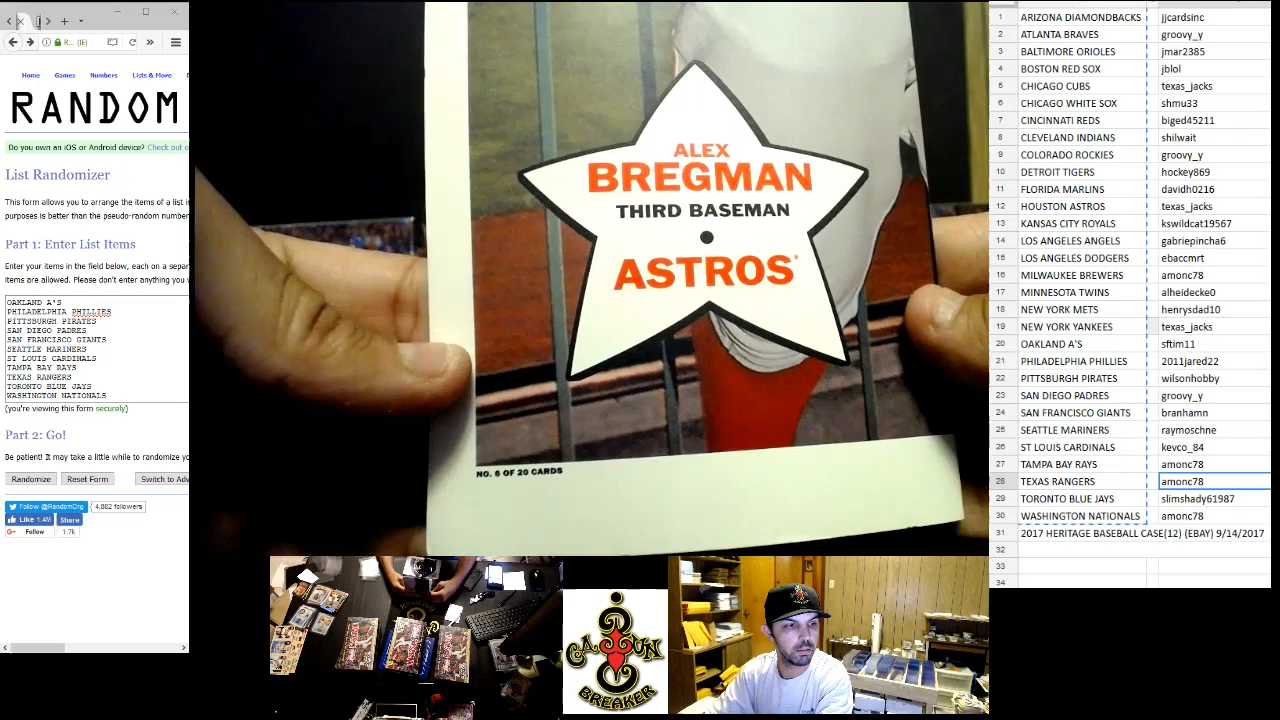 R... (IE)
Home Games Numbers Lists & More
RANDOM
Do you own an iOS or Android device? Check out o
List Randomizer
This form allows you to arrange the items of a list i
purposes is better than the pseudo-random number
Part 1: Enter List Items
Enter your items in the field below, each on a separ
items are allowed. Please don't enter anything you
OAKLAND A'S
PHILADELPHIA PHILLIES
PITTSBURGH PIRATES
SAN DIEGO PADRES
SAN FRANCISCO GIANTS
SEATTLE MARINERS
ST LOUIS CARDINALS
TAMPA BAY RAYS
TEXAS RANGERS
TORONTO BLUE JAYS
WASHINGTON NATIONALS
(you're viewing this form securely)
Part 2: Go!
Be patient! It may take a little while to randomize yo
Randomize Reset Form Switch to Adv
Follow @RandomOrg 4,882 followers
Like 1.4M Share
G+ Follow 1.7k
ALEX
BREGMAN
THIRD BASEMAN
ASTROS
NO. 6 OF 20 CARDS
CAJUN
BREAKER
1 ARIZONA DIAMONDBACKS jjcardsinc
2 ATLANTA BRAVES groovy_y
3 BALTIMORE ORIOLES jmar2385
4 BOSTON RED SOX jblol
5 CHICAGO CUBS texas_jacks
6 CHICAGO WHITE SOX shmu33
7 CINCINNATI REDS biged45211
8 CLEVELAND INDIANS shilwait
9 COLORADO ROCKIES groovy_y
10 DETROIT TIGERS hockey869
11 FLORIDA MARLINS davidh0216
12 HOUSTON ASTROS texas_jacks
13 KANSAS CITY ROYALS kswildcat19567
14 LOS ANGELES ANGELS gabriepincha6
15 LOS ANGELES DODGERS ebaccmrt
16 MILWAUKEE BREWERS amonc78
17 MINNESOTA TWINS alheidecke0
18 NEW YORK METS henrysdad10
19 NEW YORK YANKEES texas_jacks
20 OAKLAND A'S sftim11
21 PHILADELPHIA PHILLIES 2011jared22
22 PITTSBURGH PIRATES wilsonhobby
23 SAN DIEGO PADRES groovy_y
24 SAN FRANCISCO GIANTS branhamn
25 SEATTLE MARINERS raymoschne
26 ST LOUIS CARDINALS kevco_84
27 TAMPA BAY RAYS amonc78
28 TEXAS RANGERS amonc78
29 TORONTO BLUE JAYS slimshady61987
30 WASHINGTON NATIONALS amonc78
31 2017 HERITAGE BASEBALL CASE(12) (EBAY) 9/14/2017
32
33
34